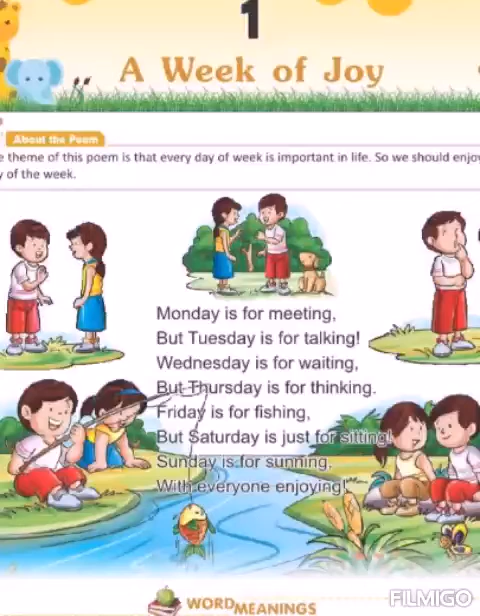 1
A Week of Joy
About the Poem
theme of this poem is that every day of week is important in life. So we should enjoy
of the week.
Monday is for meeting,
But Tuesday is for talking!
Wednesday is for waiting,
But Thursday is for thinking.
Friday is for fishing,
But Saturday is just for sitting!
Sunday is for sunning,
With everyone enjoying!
WORD MEANINGS
FILMIGO